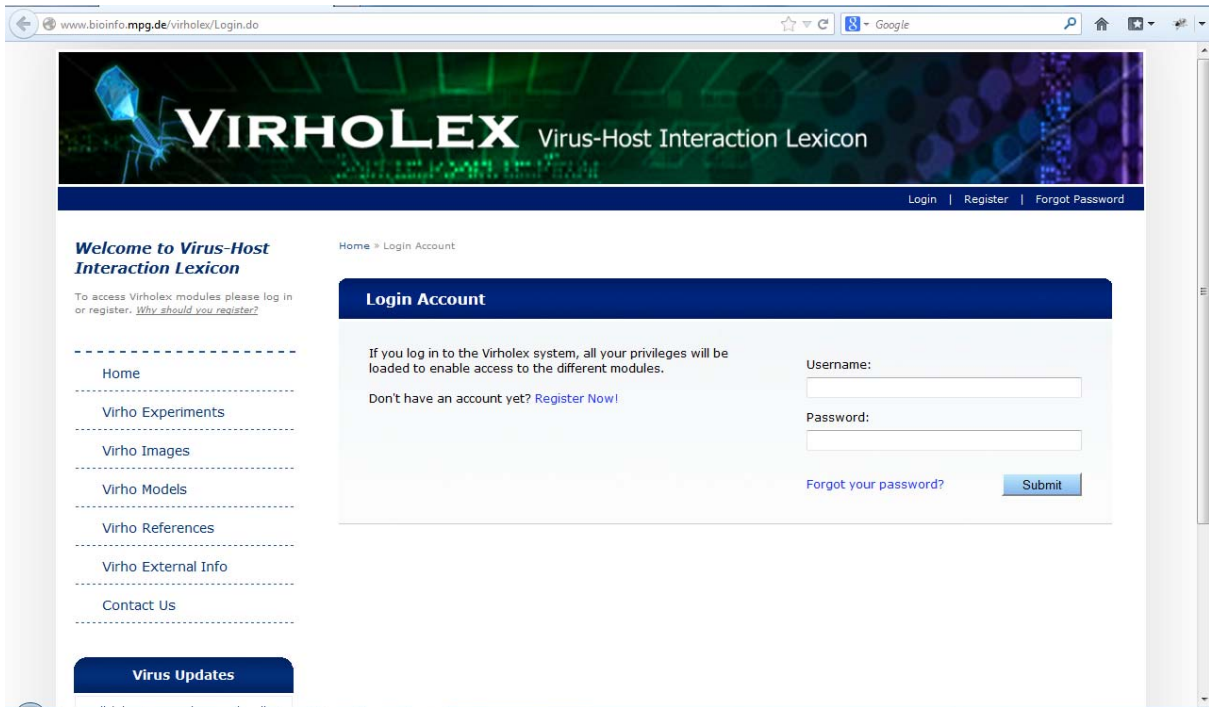 www.bioinfo.mpg.de/virholex/Login.do
Google
VIRHOLEX Virus-Host Interaction Lexicon
Login | Register | Forgot Password
Welcome to Virus-Host
Interaction Lexicon
To access Virholex modules please log in
or register. Why should you register?
Home
Virho Experiments
Virho Images
Virho Models
Virho References
Virho External Info
Contact Us
Virus Updates
Home » Login Account
Login Account
If you log in to the Virholex system, all your privileges will be
loaded to enable access to the different modules.
Don't have an account yet? Register Now!
Username:
Password:
Forgot your password?
Submit